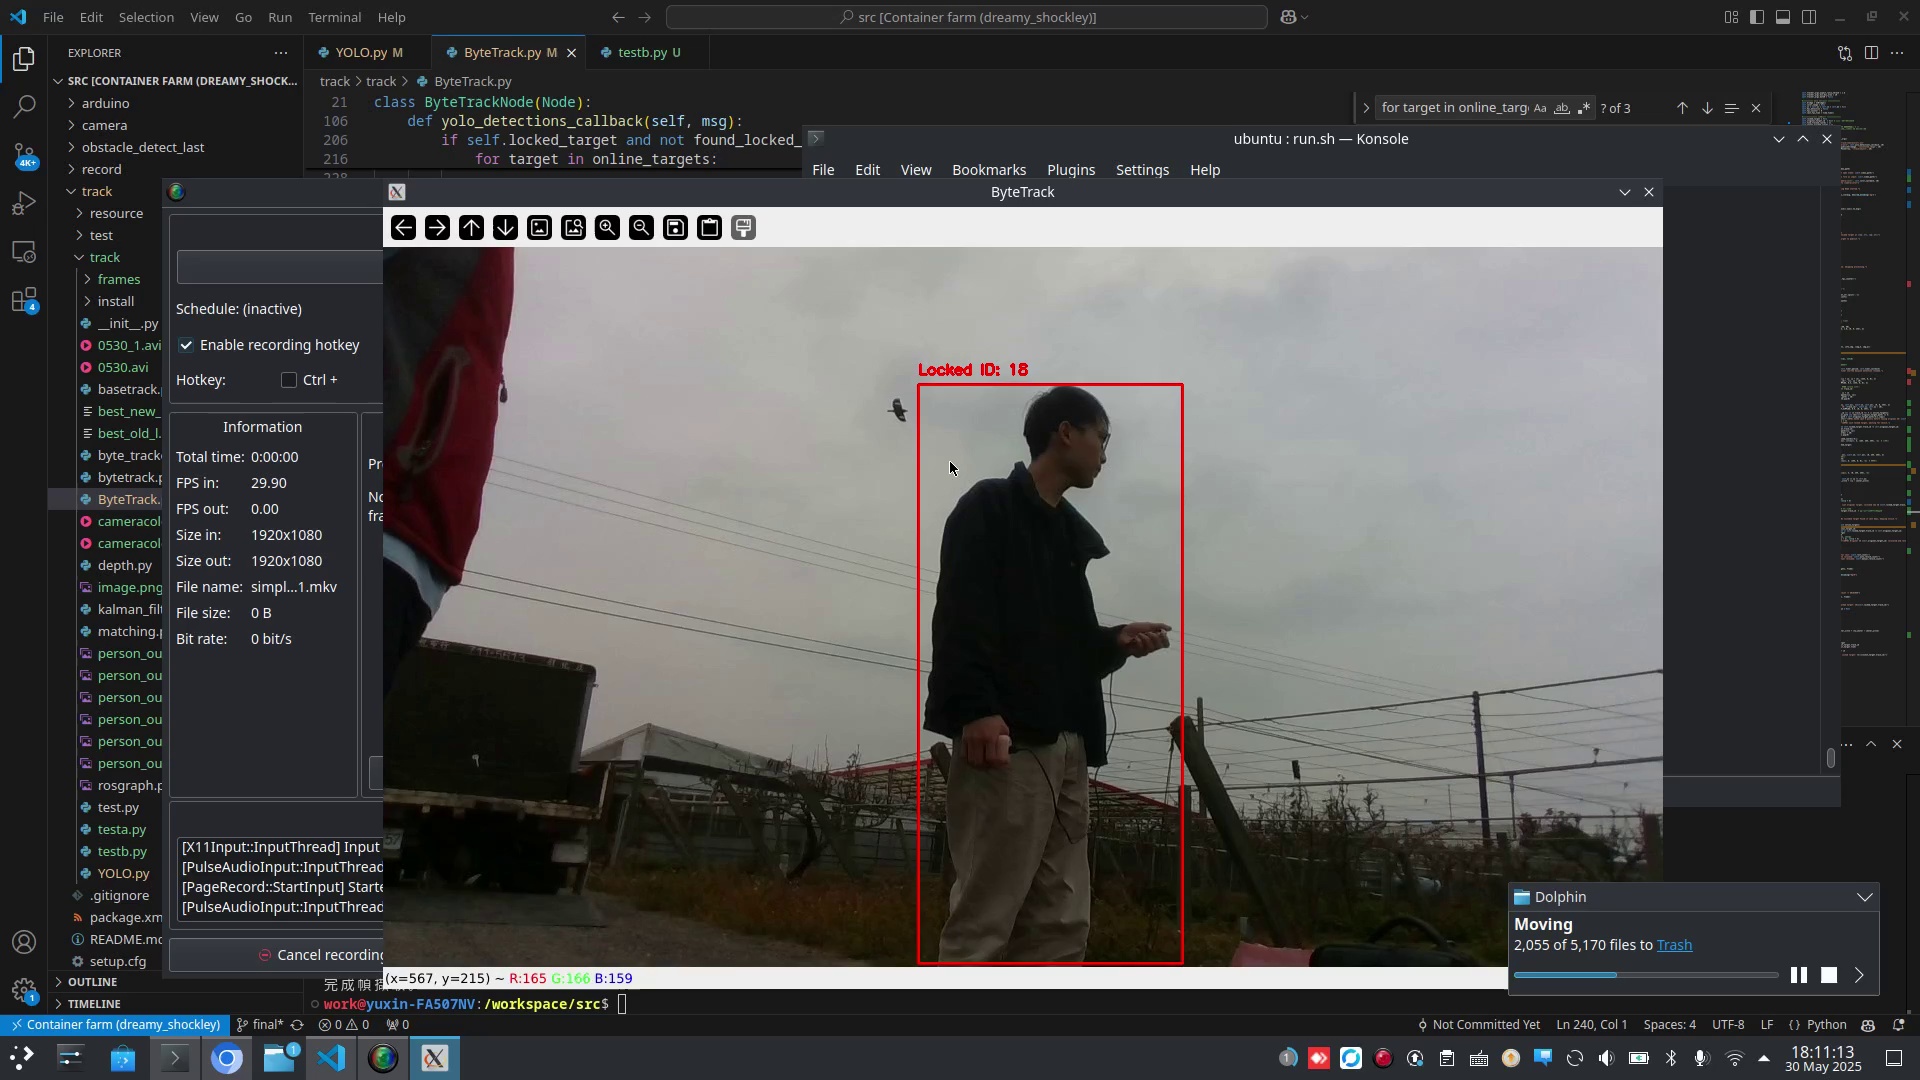 File Edit Selection View Go Run Terminal Help
src [Container farm (dreamy_shockley)]
EXPLORER
SRC [CONTAINER FARM (DREAMY_SHOCK...
arduino
camera
obstacle_detect_last
record
track
resource
test
track
frames
install
__init__.py
0530_1.avi
0530.avi
basetrack.
best_new_
best_old_l.
byte_track
bytetrack.p
ByteTrack.
cameracol
cameracol
depth.py
image.png
kalman_filt
matching.p
person_ou
person_ou
person_ou
person_ou
person_ou
person_ou
rosgraph.p
test.py
testa.py
testb.py
YOLO.py
.gitignore
package.xm
README.md
setup.cfg
OUTLINE
TIMELINE
4K+
4
1
YOLO.py M
ByteTrack.py M
testb.py U
track > track > ByteTrack.py
21 class ByteTrackNode(Node):
106 def yolo_detections_callback(self, msg):
206 if self.locked_target and not found_locked_
216 for target in online_targets:
for target in online_targ Aa ab .* ? of 3
ubuntu : run.sh — Konsole
File Edit View Bookmarks Plugins Settings Help
Schedule: (inactive)
Enable recording hotkey
Hotkey: Ctrl +
Information
Total time: 0:00:00
FPS in: 29.90
FPS out: 0.00
Size in: 1920x1080
Size out: 1920x1080
File name: simpl...1.mkv
File size: 0 B
Bit rate: 0 bit/s
Pr
fra
[X11Input::InputThread] Input
[PulseAudioInput::InputThread
[PageRecord::StartInput] Starte
[PulseAudioInput::InputThread
Cancel recording
ByteTrack
Locked ID: 18
(x=567, y=215) ~ R:165 G:166 B:159
work@yuxin-FA507NV:/workspace/src$
Dolphin
Moving
2,055 of 5,170 files to Trash
Container farm (dreamy_shockley) final* 0 0 0
Not Committed Yet Ln 240, Col 1 Spaces: 4 UTF-8 LF {} Python
1
1
18:11:13
30 May 2025